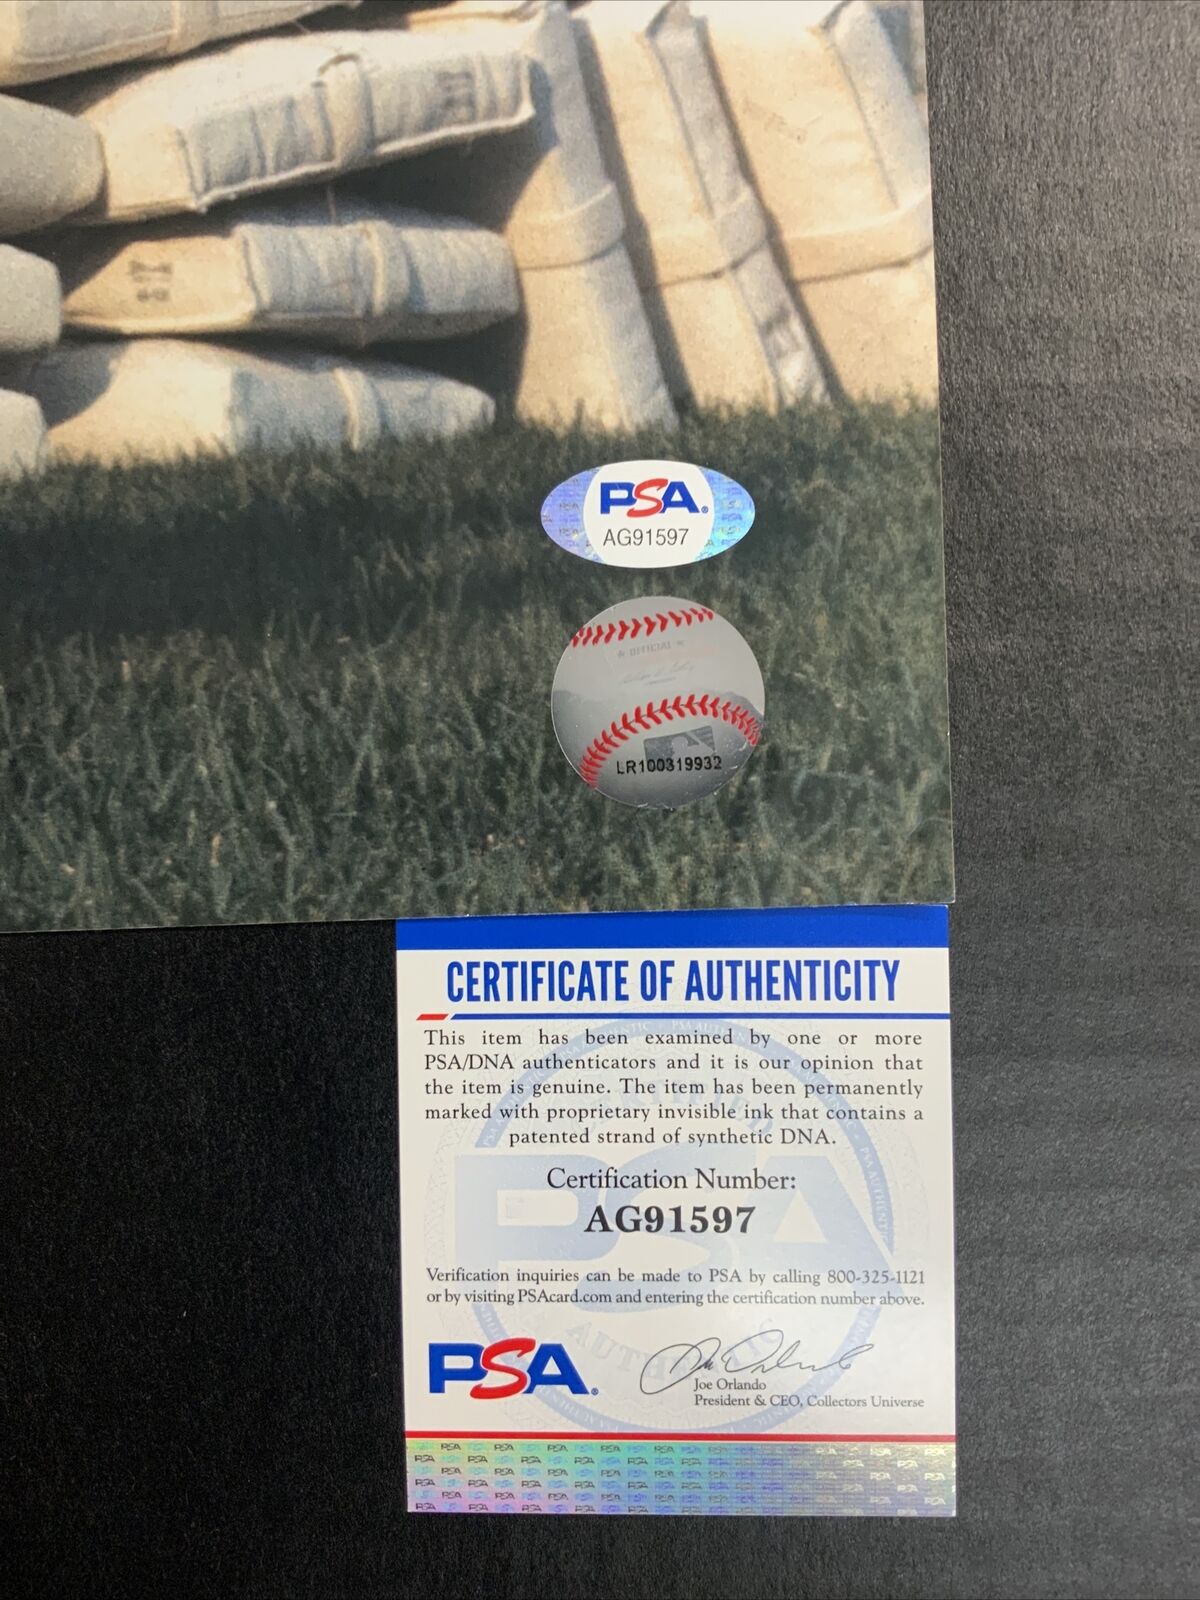 PSA®
AG91597
★ OFFICIAL ★
LR100319932
CERTIFICATE OF AUTHENTICITY
This item has been examined by one or more
PSA/DNA authenticators and it is our opinion that
the item is genuine. The item has been permanently
marked with proprietary invisible ink that contains a
patented strand of synthetic DNA.
Certification Number:
AG91597
Verification inquiries can be made to PSA by calling 800-325-1121
or by visiting PSAcard.com and entering the certification number above.
PSA®
Joe Orlando
President & CEO, Collectors Universe